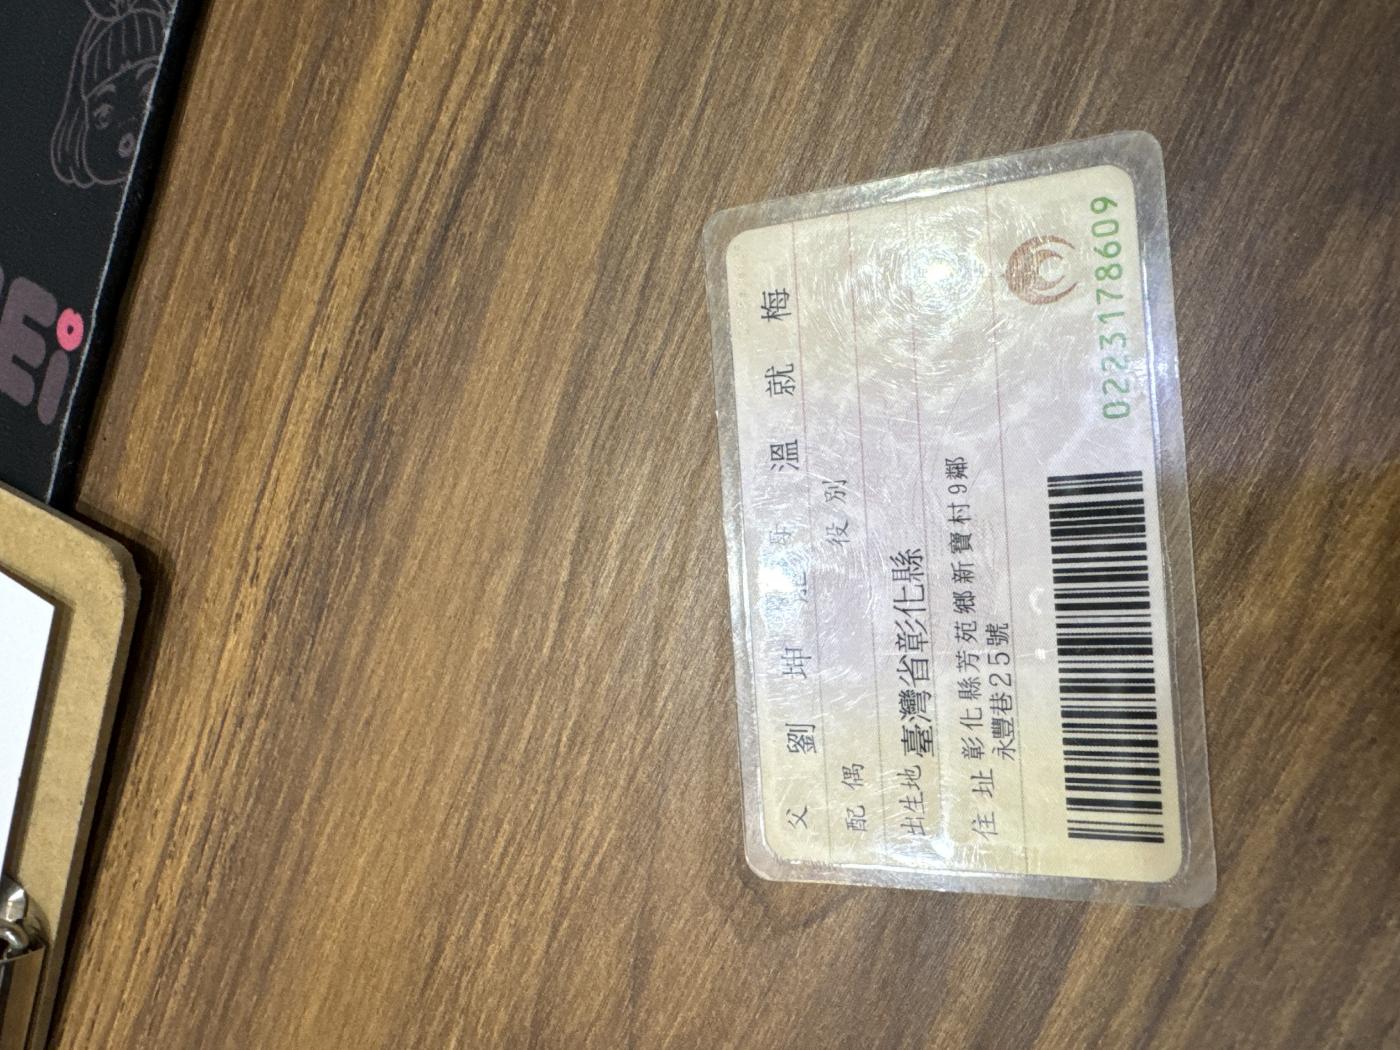 父 劉坤 母 溫就梅
配偶 役別
出生地 臺灣省彰化縣
住址 彰化縣芳苑鄉新寶村9鄰
永豐巷25號
0223178609